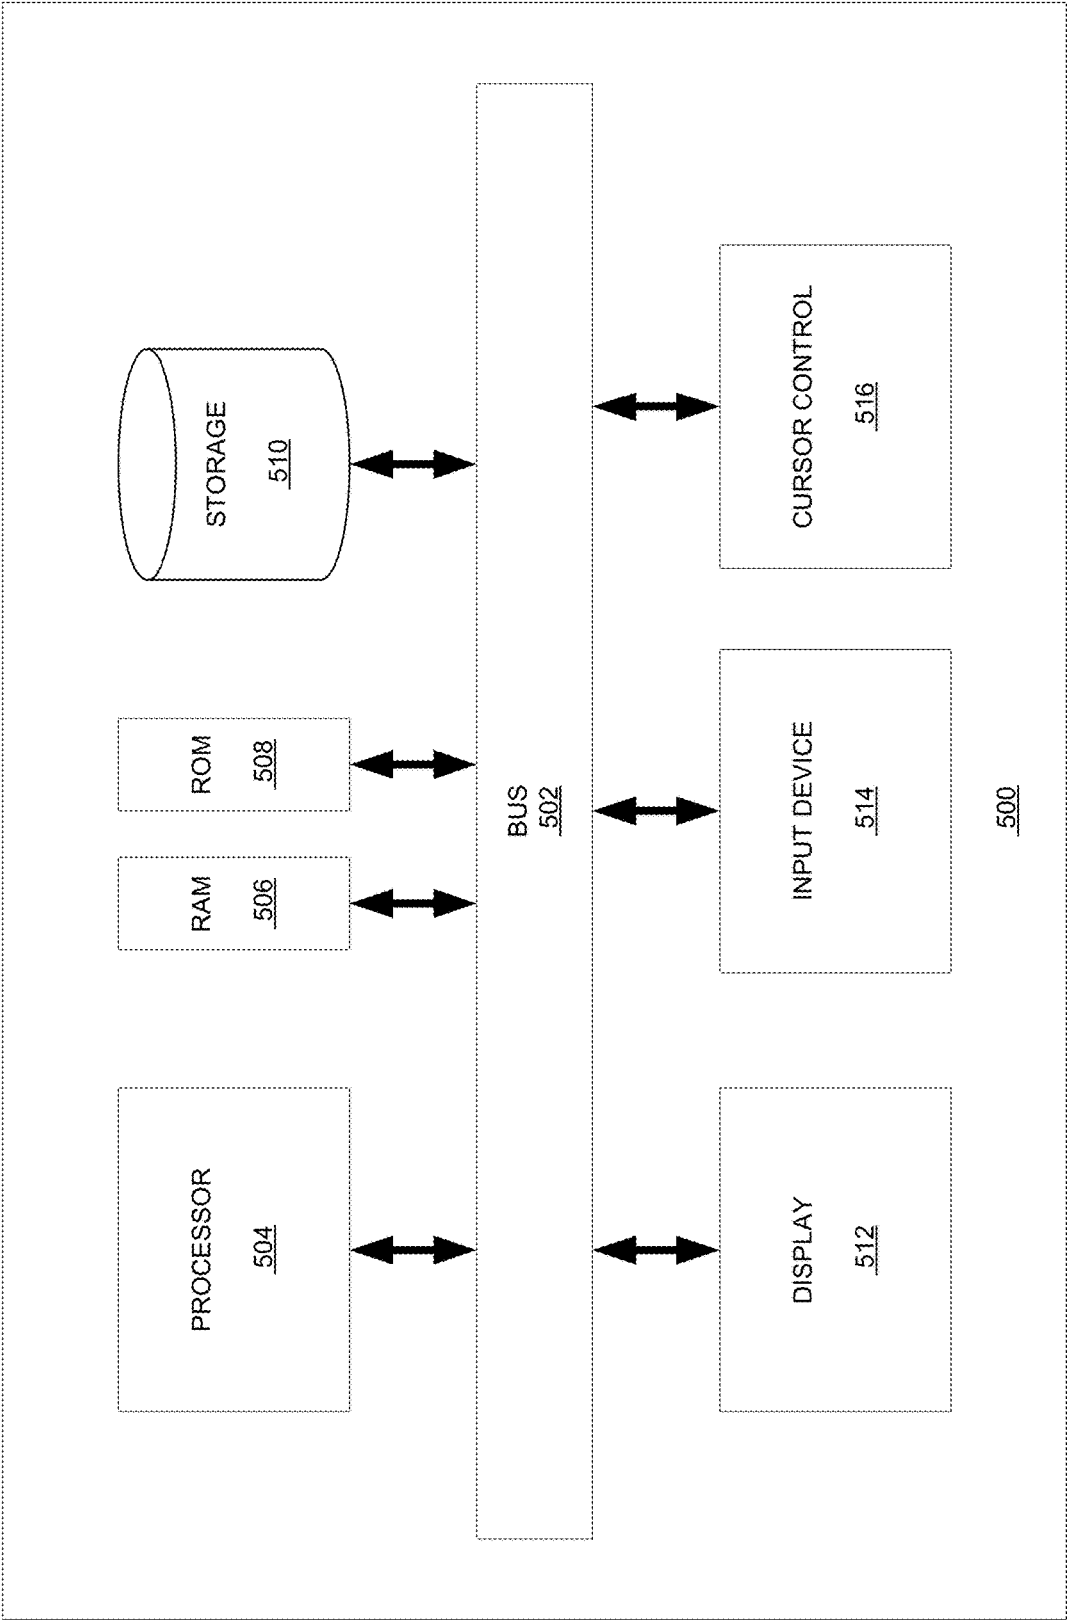 PROCESSOR
504
RAM
506
ROM
508
STORAGE
510
BUS
502
DISPLAY
512
INPUT DEVICE
514
CURSOR CONTROL
516
500